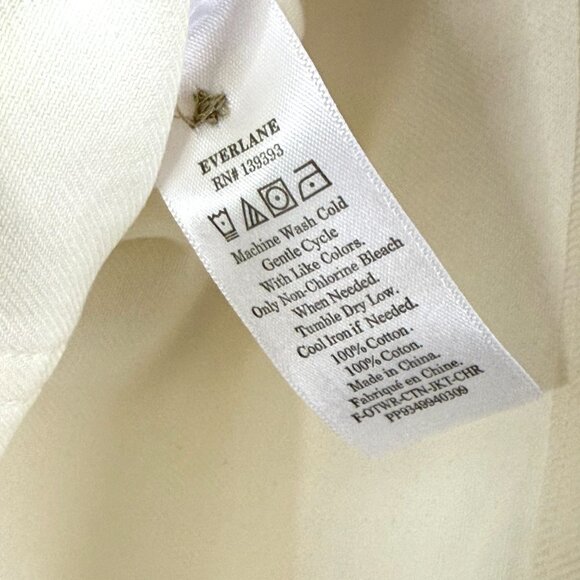 EVERLANE
RN# 139393
Machine Wash Cold
Gentle Cycle
With Like Colors.
Only Non-Chlorine Bleach
When Needed.
Tumble Dry Low.
Cool Iron if Needed.
100% Cotton.
100% Coton.
Made in China.
Fabriqué en Chine.
F-OTWR-CTN-JKT-CHR
PP9349940309